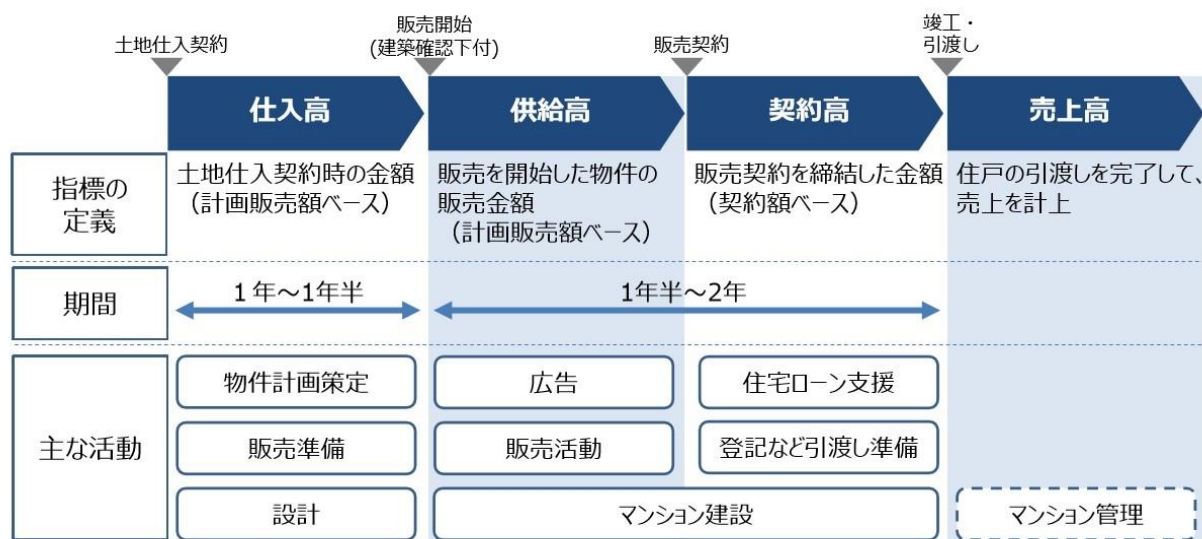 土地仕入契約
販売開始
(建築確認下付)
販売契約
竣工・
引渡し
仕入高
供給高
契約高
売上高
指標の
定義
土地仕入契約時の金額
（計画販売額ベース）
販売を開始した物件の
販売金額
（計画販売額ベース）
販売契約を締結した金額
（契約額ベース）
住戸の引渡しを完了して、
売上を計上
期間
１年～1年半
1年半～2年
主な活動
物件計画策定
広告
住宅ローン支援
販売準備
販売活動
登記など引渡し準備
設計
マンション建設
マンション管理